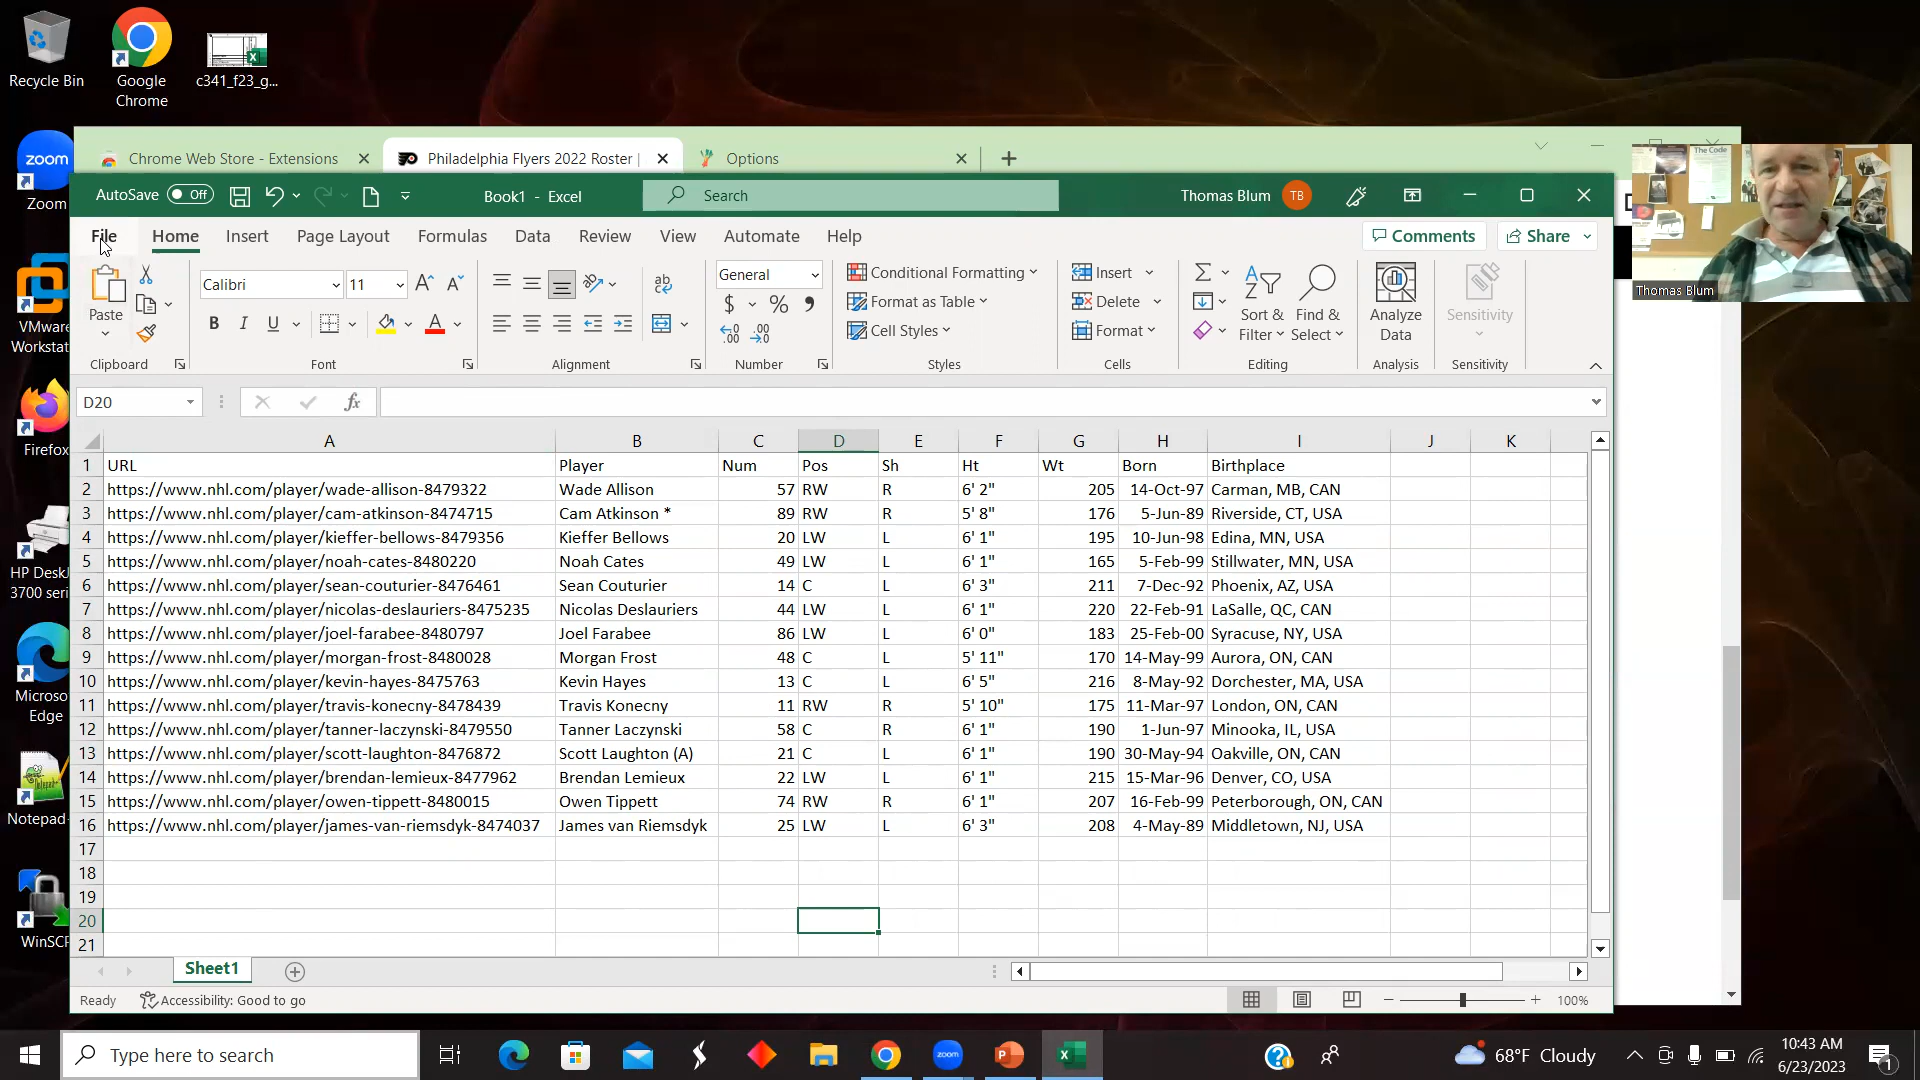 Recycle Bin
Google Chrome
c341_f23_g...
zoom
Zoom
VMware Workstat
Firefox
HP DeskJ
3700 seri
Microso
Edge
Notepad-
WinSCP
Chrome Web Store - Extensions
Philadelphia Flyers 2022 Roster |
Options
AutoSave Off
Book1 - Excel
Search
Thomas Blum TB
File Home Insert Page Layout Formulas Data Review View Automate Help
Comments Share
Paste
Calibri 11
General
$ %
Conditional Formatting
Format as Table
Cell Styles
Insert
Delete
Format
Sort & Filter
Find & Select
Analyze Data
Sensitivity
Clipboard Font Alignment Number Styles Cells Editing Analysis Sensitivity
D20 fx
A B C D E F G H I J K
1 URL Player Num Pos Sh Ht Wt Born Birthplace
2 https://www.nhl.com/player/wade-allison-8479322 Wade Allison 57 RW R 6' 2" 205 14-Oct-97 Carman, MB, CAN
3 https://www.nhl.com/player/cam-atkinson-8474715 Cam Atkinson * 89 RW R 5' 8" 176 5-Jun-89 Riverside, CT, USA
4 https://www.nhl.com/player/kieffer-bellows-8479356 Kieffer Bellows 20 LW L 6' 1" 195 10-Jun-98 Edina, MN, USA
5 https://www.nhl.com/player/noah-cates-8480220 Noah Cates 49 LW L 6' 1" 165 5-Feb-99 Stillwater, MN, USA
6 https://www.nhl.com/player/sean-couturier-8476461 Sean Couturier 14 C L 6' 3" 211 7-Dec-92 Phoenix, AZ, USA
7 https://www.nhl.com/player/nicolas-deslauriers-8475235 Nicolas Deslauriers 44 LW L 6' 1" 220 22-Feb-91 LaSalle, QC, CAN
8 https://www.nhl.com/player/joel-farabee-8480797 Joel Farabee 86 LW L 6' 0" 183 25-Feb-00 Syracuse, NY, USA
9 https://www.nhl.com/player/morgan-frost-8480028 Morgan Frost 48 C L 5' 11" 170 14-May-99 Aurora, ON, CAN
10 https://www.nhl.com/player/kevin-hayes-8475763 Kevin Hayes 13 C L 6' 5" 216 8-May-92 Dorchester, MA, USA
11 https://www.nhl.com/player/travis-konecny-8478439 Travis Konecny 11 RW R 5' 10" 175 11-Mar-97 London, ON, CAN
12 https://www.nhl.com/player/tanner-laczynski-8479550 Tanner Laczynski 58 C R 6' 1" 190 1-Jun-97 Minooka, IL, USA
13 https://www.nhl.com/player/scott-laughton-8476872 Scott Laughton (A) 21 C L 6' 1" 190 30-May-94 Oakville, ON, CAN
14 https://www.nhl.com/player/brendan-lemieux-8477962 Brendan Lemieux 22 LW L 6' 1" 215 15-Mar-96 Denver, CO, USA
15 https://www.nhl.com/player/owen-tippett-8480015 Owen Tippett 74 RW R 6' 1" 207 16-Feb-99 Peterborough, ON, CAN
16 https://www.nhl.com/player/james-van-riemsdyk-8474037 James van Riemsdyk 25 LW L 6' 3" 208 4-May-89 Middletown, NJ, USA
17
18
19
20
21
Sheet1
Ready Accessibility: Good to go 100%
The Code
Thomas Blum
Type here to search
zoom
68°F Cloudy
10:43 AM
6/23/2023
1